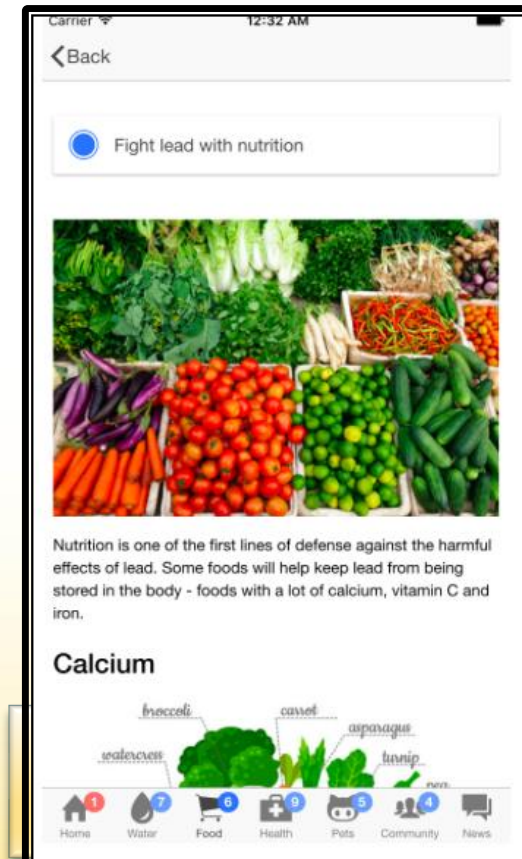 Carrier 12:32 AM
Back
Fight lead with nutrition
Nutrition is one of the first lines of defense against the harmful
effects of lead. Some foods will help keep lead from being
stored in the body - foods with a lot of calcium, vitamin C and
iron.
Calcium
broccoli carrot
asparagus
watercress turnip
pea
1 7 6 9 5 4
Home Water Food Health Pets Community News